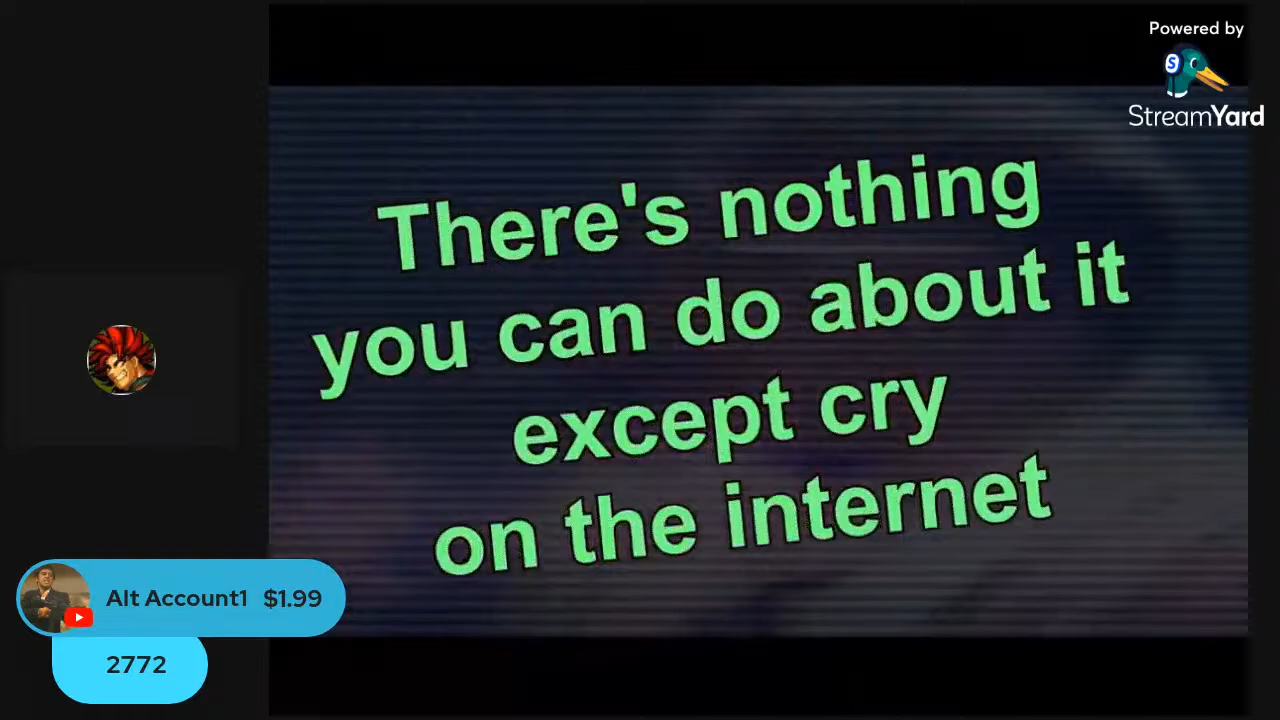 Powered by
S
StreamYard
There's nothing
you can do about it
except cry
on the internet
Alt Account1 $1.99
2772